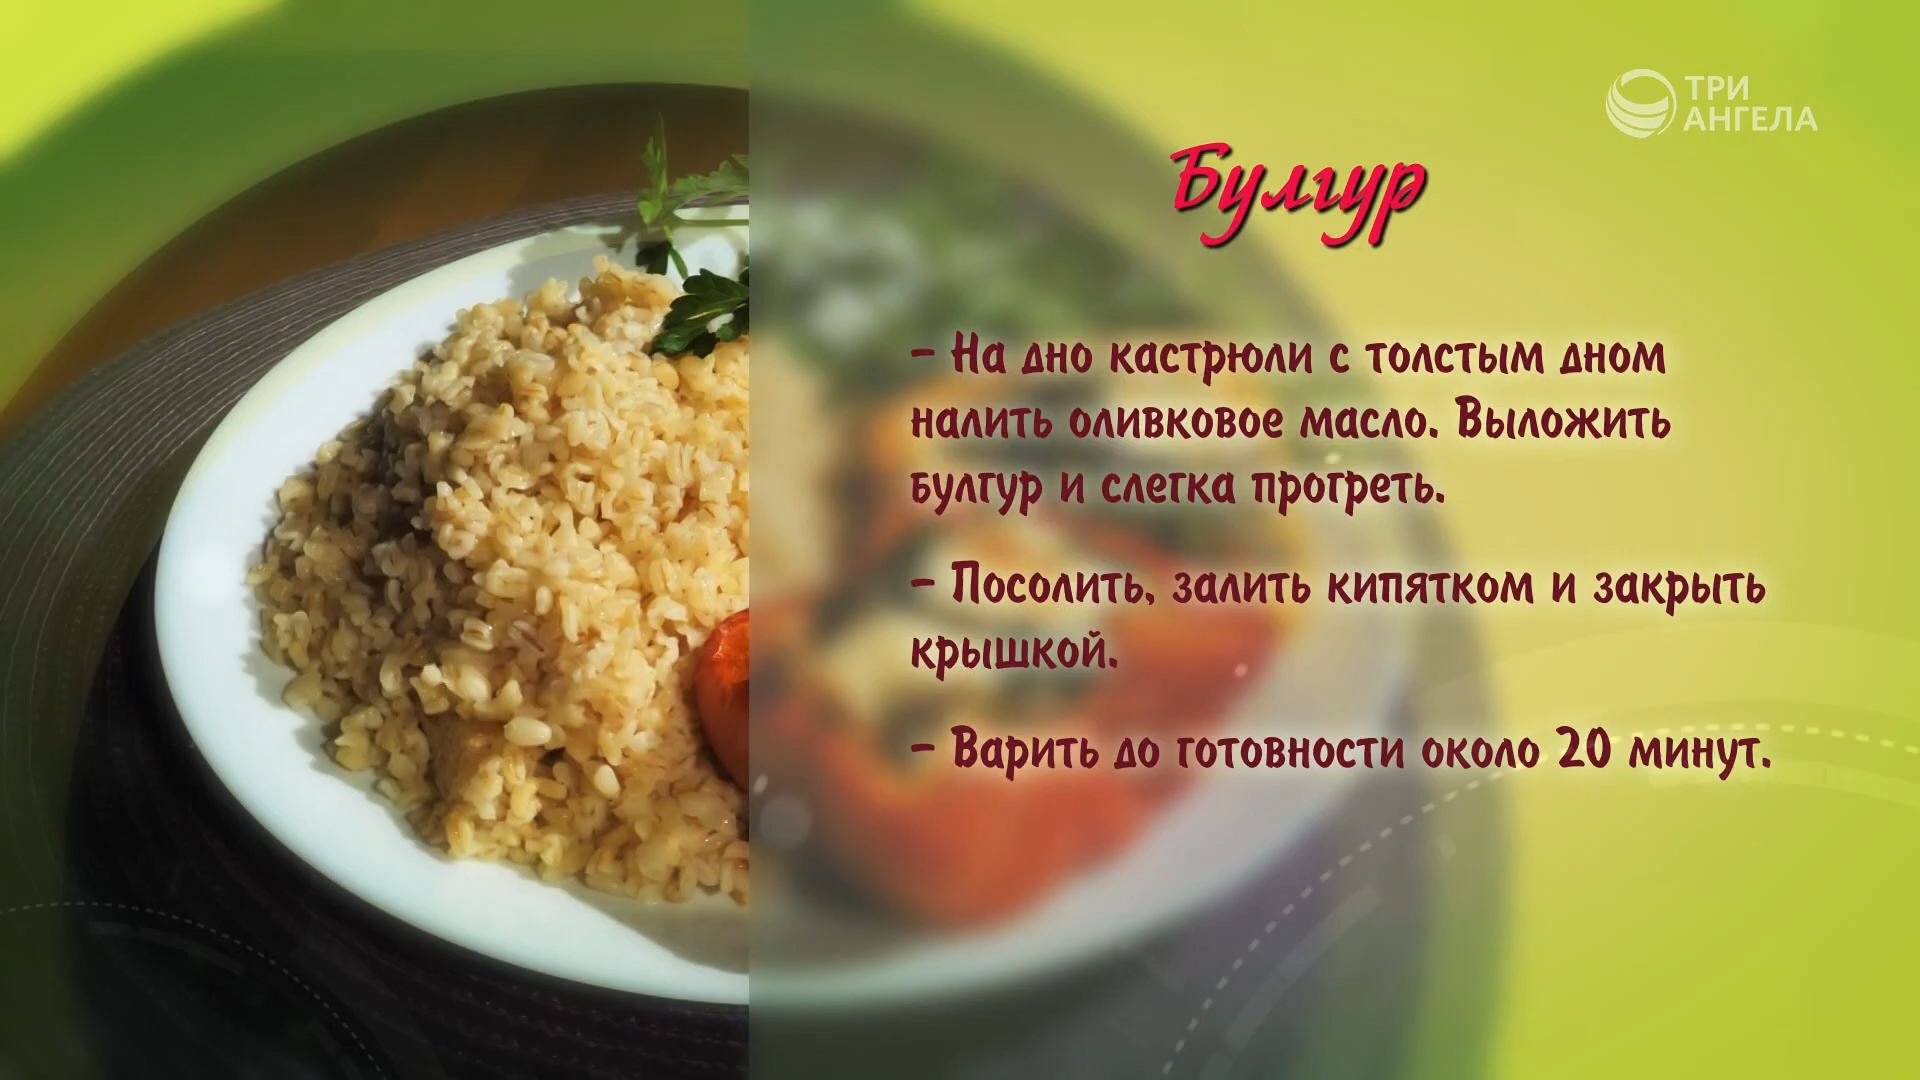 ТРИ
АНГЕЛА
Булгур
– На дно кастрюли с толстым дном
налить оливковое масло. Выложить
булгур и слегка прогреть.
– Посолить, залить кипятком и закрыть
крышкой.
– Варить до готовности около 20 минут.